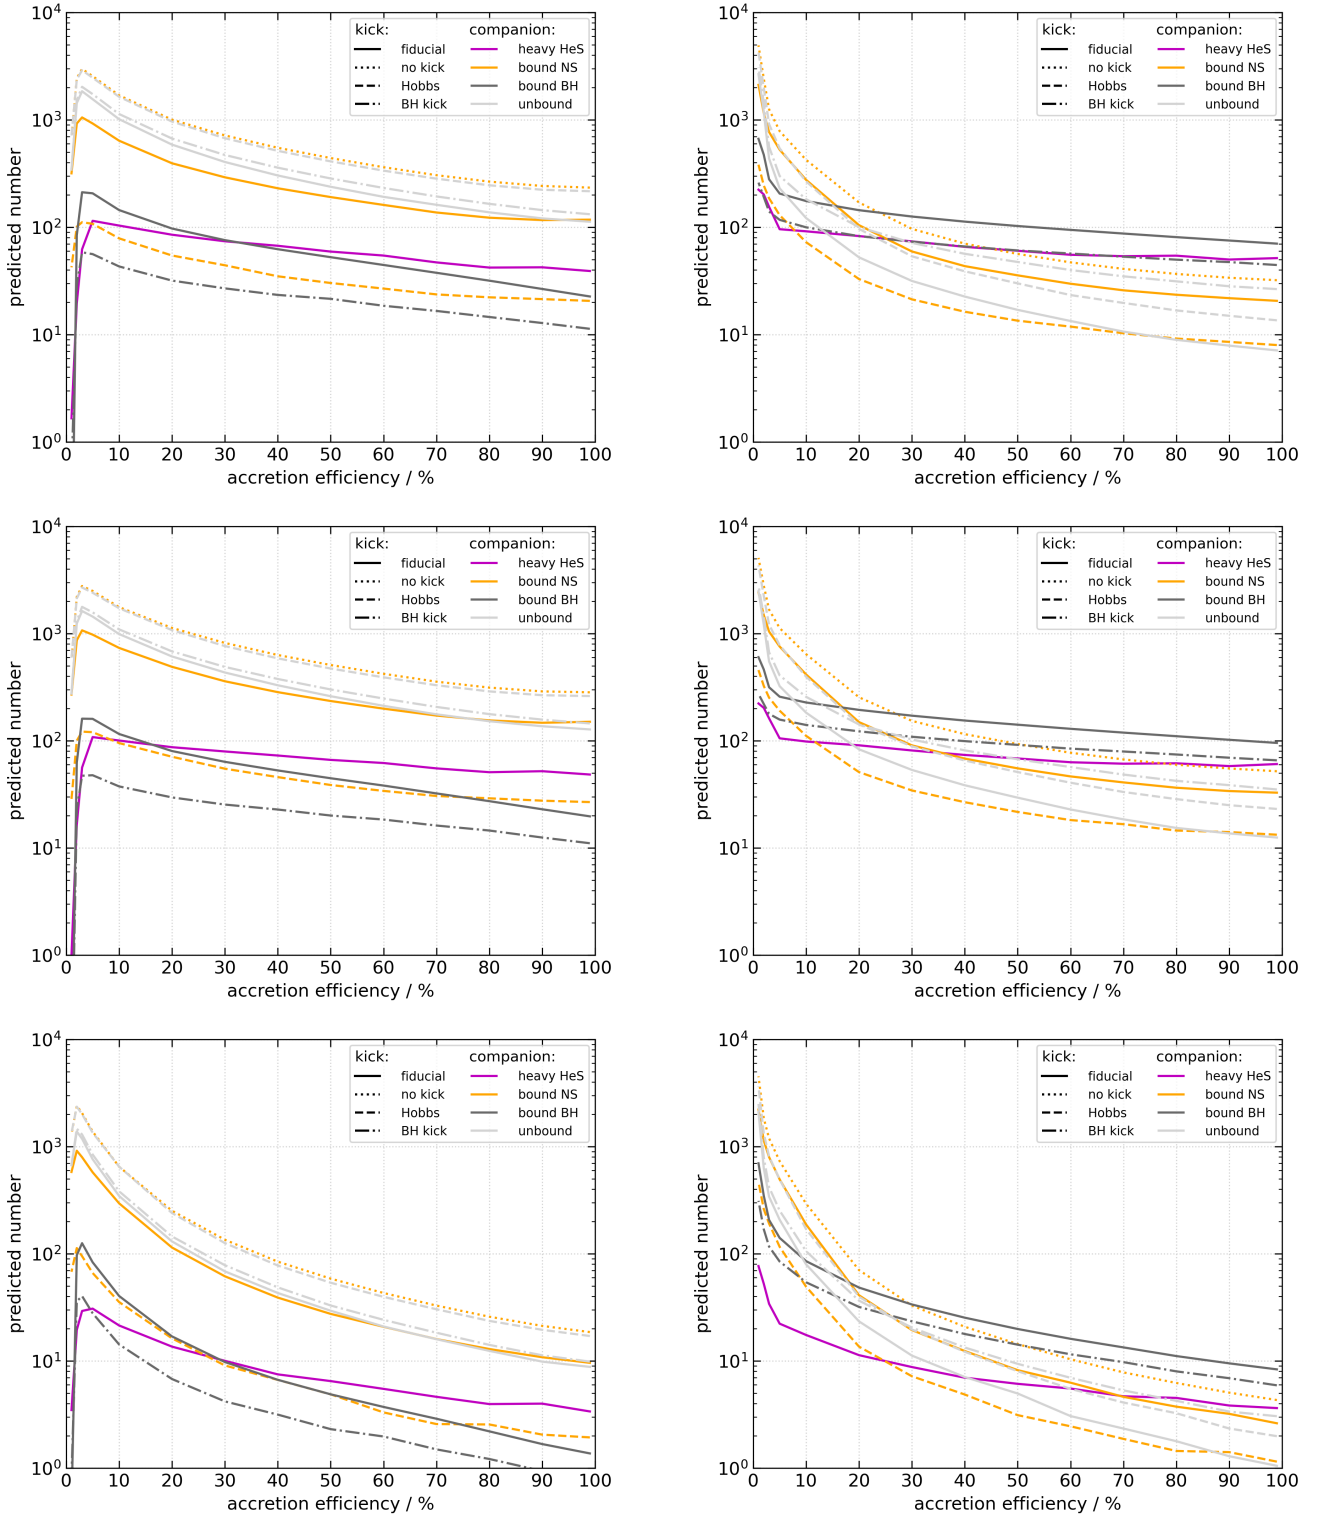 10^4
10^3
10^2
10^1
10^0
predicted number
kick: companion:
fiducial heavy HeS
no kick bound NS
Hobbs bound BH
BH kick unbound
0 10 20 30 40 50 60 70 80 90 100
accretion efficiency / %
10^4
10^3
10^2
10^1
10^0
predicted number
kick: companion:
fiducial heavy HeS
no kick bound NS
Hobbs bound BH
BH kick unbound
0 10 20 30 40 50 60 70 80 90 100
accretion efficiency / %
10^4
10^3
10^2
10^1
10^0
predicted number
kick: companion:
fiducial heavy HeS
no kick bound NS
Hobbs bound BH
BH kick unbound
0 10 20 30 40 50 60 70 80 90 100
accretion efficiency / %
10^4
10^3
10^2
10^1
10^0
predicted number
kick: companion:
fiducial heavy HeS
no kick bound NS
Hobbs bound BH
BH kick unbound
0 10 20 30 40 50 60 70 80 90 100
accretion efficiency / %
10^4
10^3
10^2
10^1
10^0
predicted number
kick: companion:
fiducial heavy HeS
no kick bound NS
Hobbs bound BH
BH kick unbound
0 10 20 30 40 50 60 70 80 90 100
accretion efficiency / %
10^4
10^3
10^2
10^1
10^0
predicted number
kick: companion:
fiducial heavy HeS
no kick bound NS
Hobbs bound BH
BH kick unbound
0 10 20 30 40 50 60 70 80 90 100
accretion efficiency / %